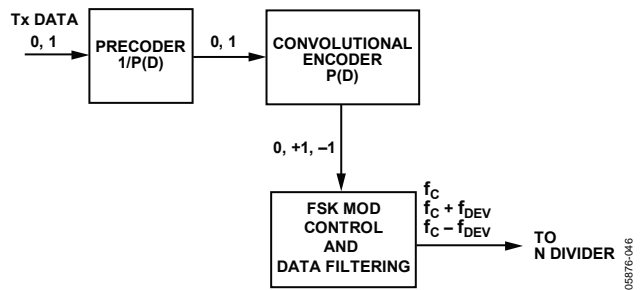 Tx DATA
0, 1
PRECODER
1/P(D)
0, 1
CONVOLUTIONAL
ENCODER
P(D)
0, +1, –1
FSK MOD
CONTROL
AND
DATA FILTERING
fC
fC + fDEV
fC – fDEV
TO
N DIVIDER
05876-046